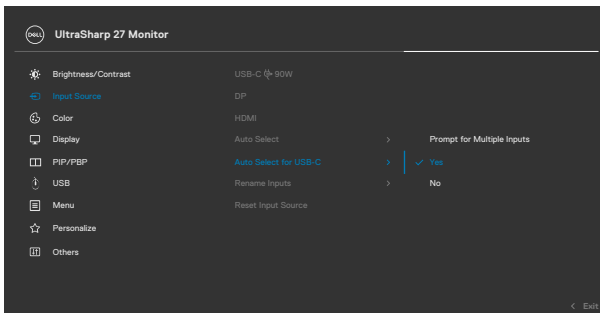 DELL UltraSharp 27 Monitor
Brightness/Contrast
Input Source
Color
Display
PIP/PBP
USB
Menu
Personalize
Others
USB-C 90W
DP
HDMI
Auto Select >
Auto Select for USB-C >
Rename Inputs >
Reset Input Source
Prompt for Multiple Inputs
Yes
No
< Exit